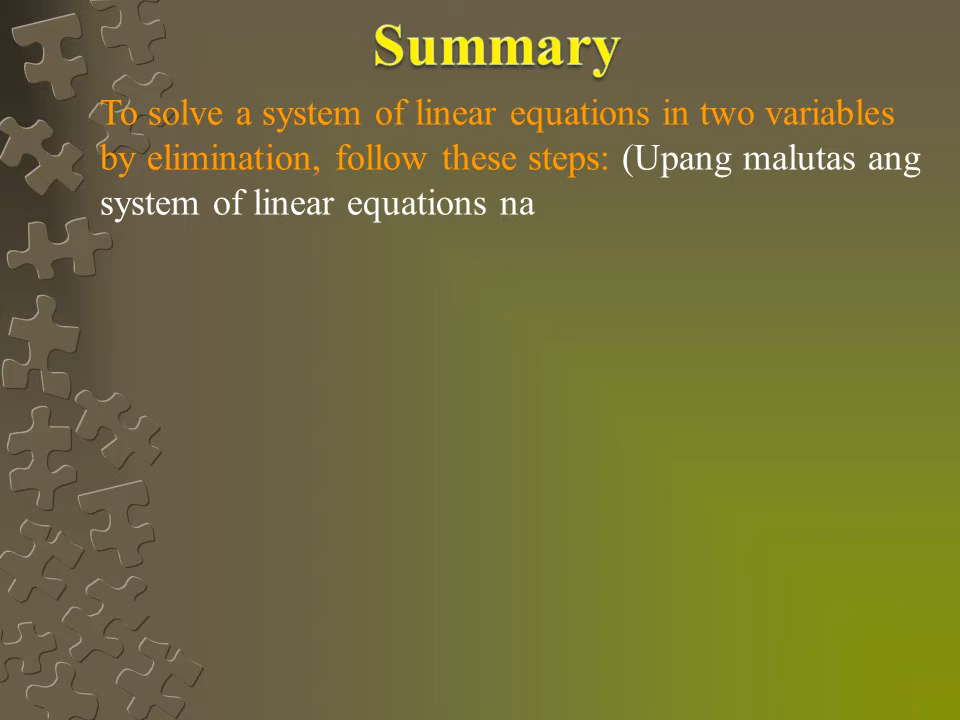 Summary
To solve a system of linear equations in two variables
by elimination, follow these steps: (Upang malutas ang
system of linear equations na